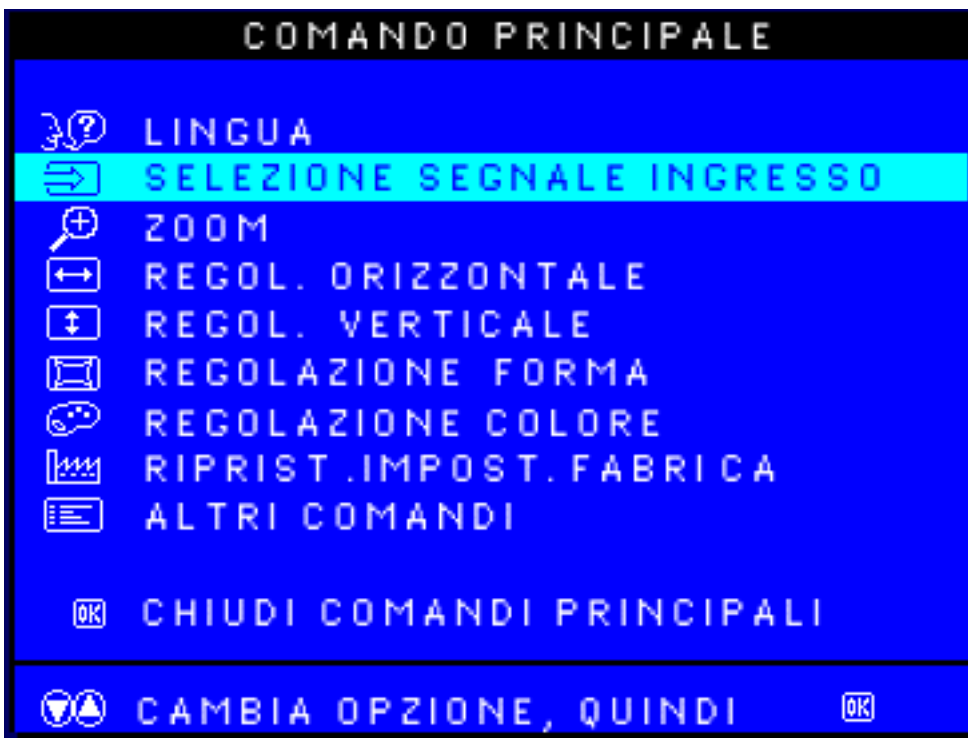 COMANDO PRINCIPALE
LINGUA
SELEZIONE SEGNALE INGRESSO
ZOOM
REGOL. ORIZZONTALE
REGOL. VERTICALE
REGOLAZIONE FORMA
REGOLAZIONE COLORE
RIPRIST.IMPOST.FABRICA
ALTRI COMANDI
OK CHIUDI COMANDI PRINCIPALI
CAMBIA OPZIONE, QUINDI OK